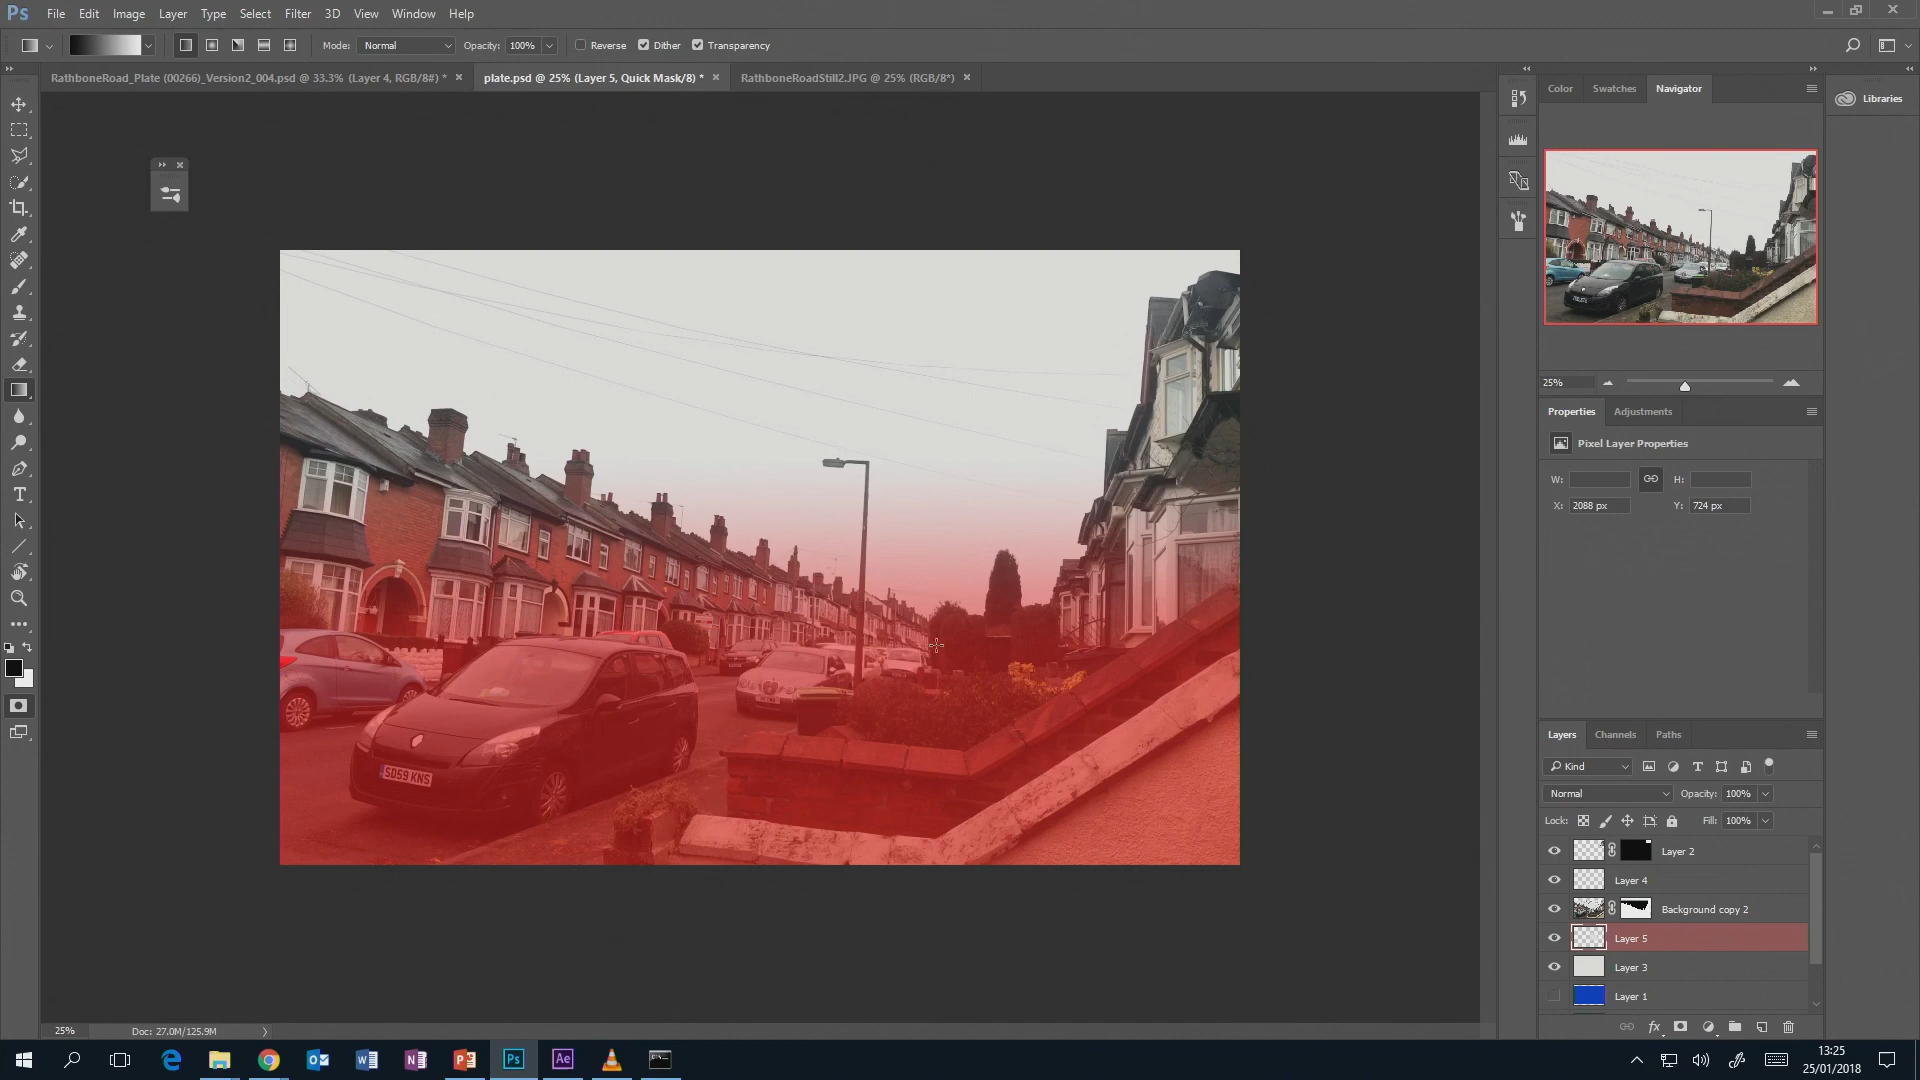 Ps File Edit Image Layer Type Select Filter 3D View Window Help
Mode: Normal Opacity: 100% Reverse Dither Transparency
RathboneRoad_Plate (00266)_Version2_004.psd @ 33.3% (Layer 4, RGB/8#) *
plate.psd @ 25% (Layer 5, Quick Mask/8) *
RathboneRoadStill2.JPG @ 25% (RGB/8*)
Color Swatches Navigator
Libraries
25%
Properties Adjustments
Pixel Layer Properties
W: H:
X: 2088 px Y: 724 px
SD59 KNS
Layers Channels Paths
Kind
Normal Opacity: 100%
Lock: Fill: 100%
Layer 2
Layer 4
Background copy 2
Layer 5
Layer 3
Layer 1
fx
25% Doc: 27.0M/125.9M
Ps Ae
13:25
25/01/2018